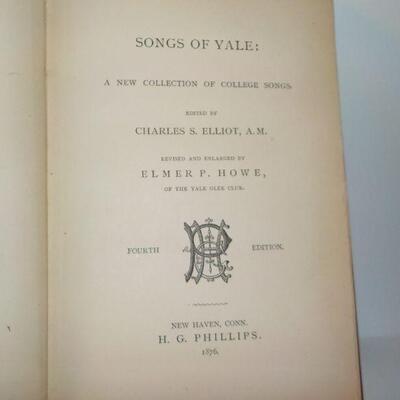 SONGS OF YALE:
A NEW COLLECTION OF COLLEGE SONGS.
EDITED BY
CHARLES S. ELLIOT, A.M.
REVISED AND ENLARGED BY
ELMER P. HOWE,
OF THE YALE GLEE CLUB.
FOURTH EDITION.
NEW HAVEN, CONN.
H. G. PHILLIPS.
1876.